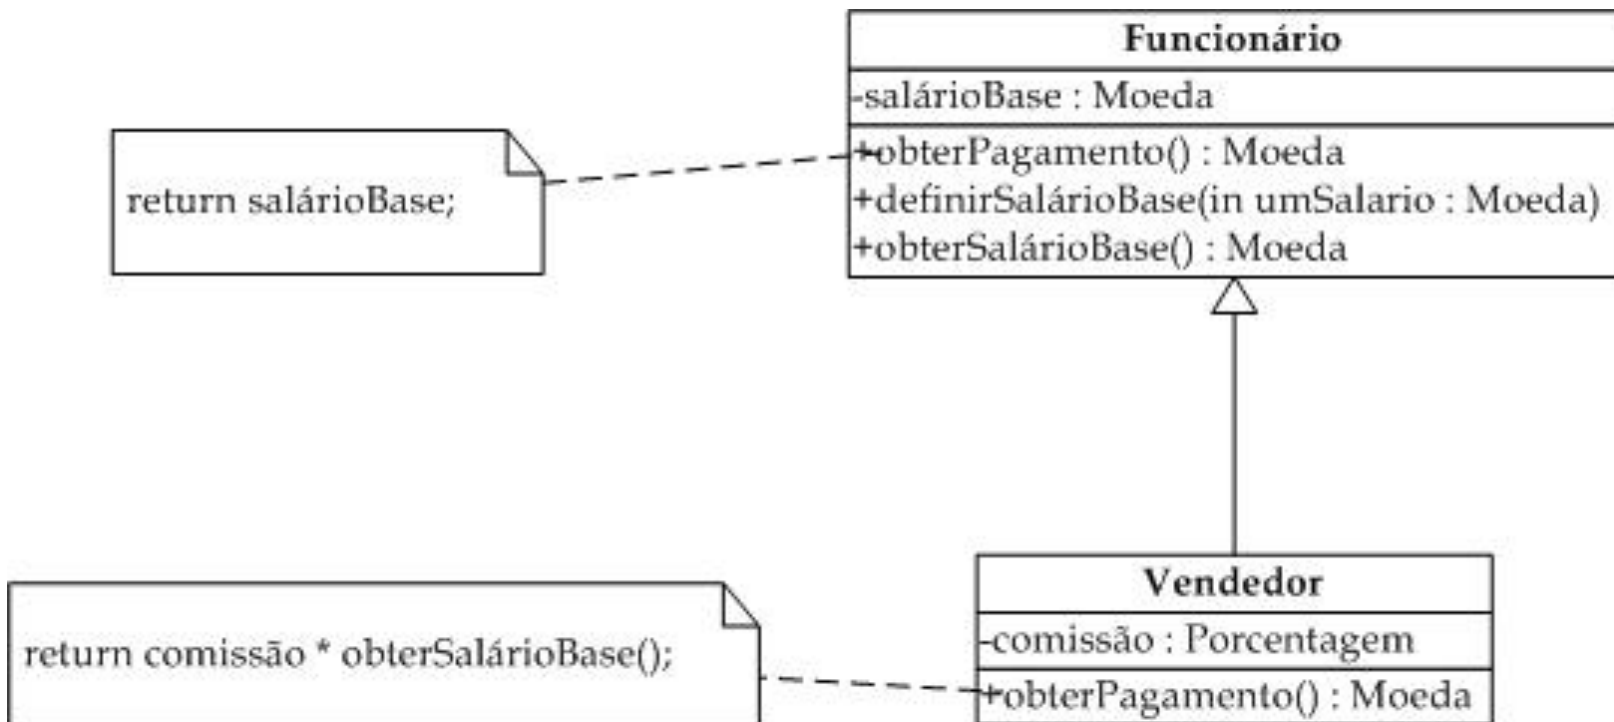 Funcionário
-salárioBase : Moeda
+obterPagamento() : Moeda
+definirSalárioBase(in umSalario : Moeda)
+obterSalárioBase() : Moeda
return salárioBase;
Vendedor
-comissão : Porcentagem
+obterPagamento() : Moeda
return comissão * obterSalárioBase();